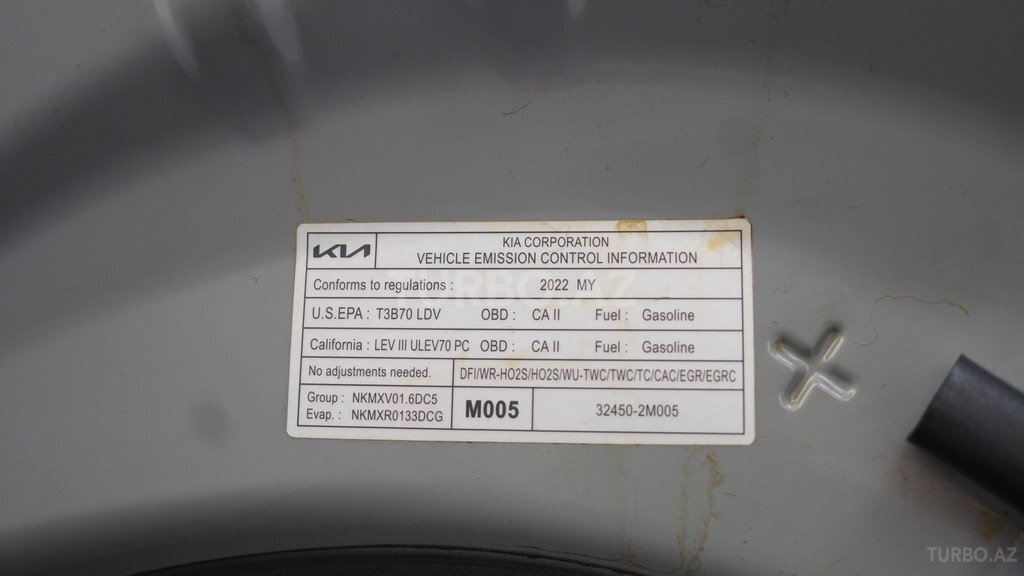 KIA
KIA CORPORATION
VEHICLE EMISSION CONTROL INFORMATION
Conforms to regulations : 2022 MY
U.S.EPA : T3B70 LDV OBD : CA II Fuel : Gasoline
California : LEV III ULEV70 PC OBD : CA II Fuel : Gasoline
No adjustments needed. DFI/WR-HO2S/HO2S/WU-TWC/TWC/TC/CAC/EGR/EGRC
Group : NKMXV01.6DC5
Evap. : NKMXR0133DCG
M005
32450-2M005
TURBO.AZ
TURBO.AZ